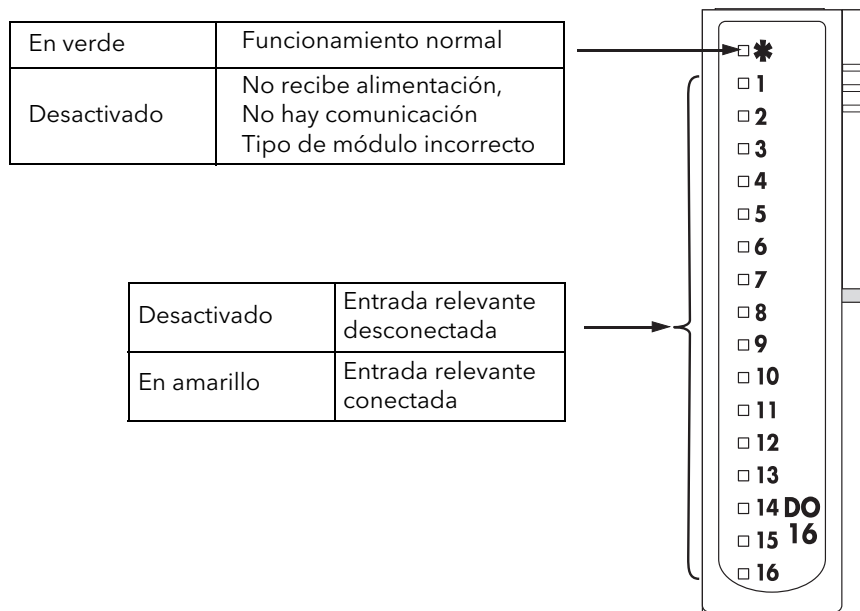 En verde Funcionamiento normal
Desactivado No recibe alimentación,
No hay comunicación
Tipo de módulo incorrecto
Desactivado Entrada relevante
desconectada
En amarillo Entrada relevante
conectada
✱
1
2
3
4
5
6
7
8
9
10
11
12
13
14 DO
15 16
16